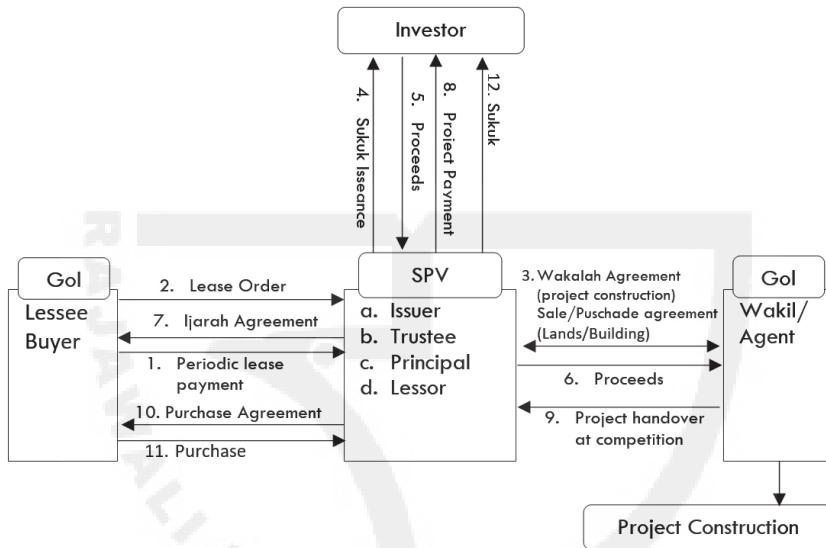 Investor
4. Sukuk Isseance
5. Proceeds
8. Project Payment
12. Sukuk
GoI
Lessee
Buyer
2. Lease Order
7. Ijarah Agreement
1. Periodic lease
payment
10. Purchase Agreement
11. Purchase
SPV
a. Issuer
b. Trustee
c. Principal
d. Lessor
3. Wakalah Agreement
(project construction)
Sale/Puschade agreement
(Lands/Building)
6. Proceeds
9. Project handover
at competition
GoI
Wakil/
Agent
Project Construction
RAJAWALI